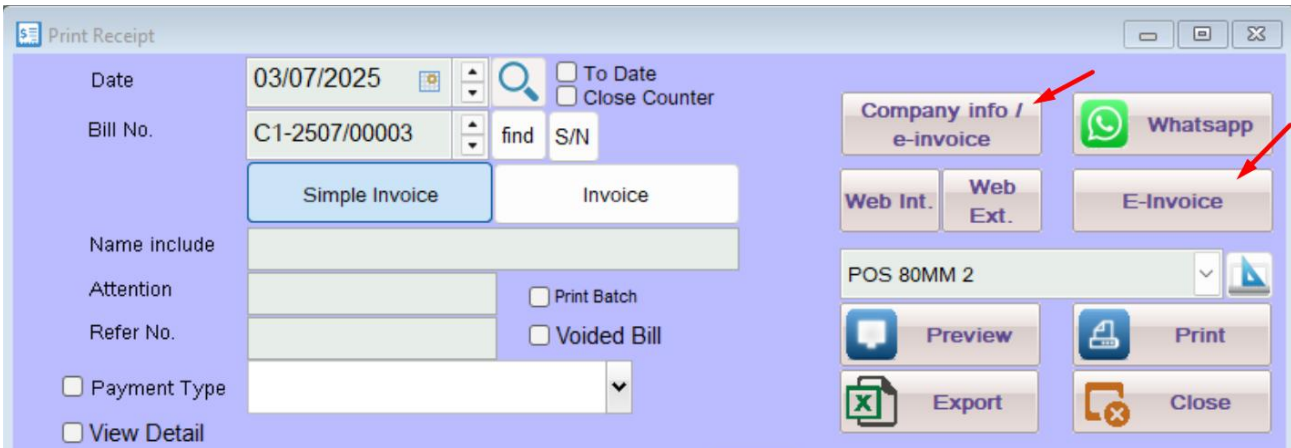 Print Receipt
Date
03/07/2025
To Date
Close Counter
Bill No.
C1-2507/00003
find
S/N
Simple Invoice
Invoice
Name include
Attention
Print Batch
Refer No.
Voided Bill
Payment Type
View Detail
Company info /
e-invoice
Whatsapp
Web Int.
Web
Ext.
E-Invoice
POS 80MM 2
Preview
Print
Export
Close